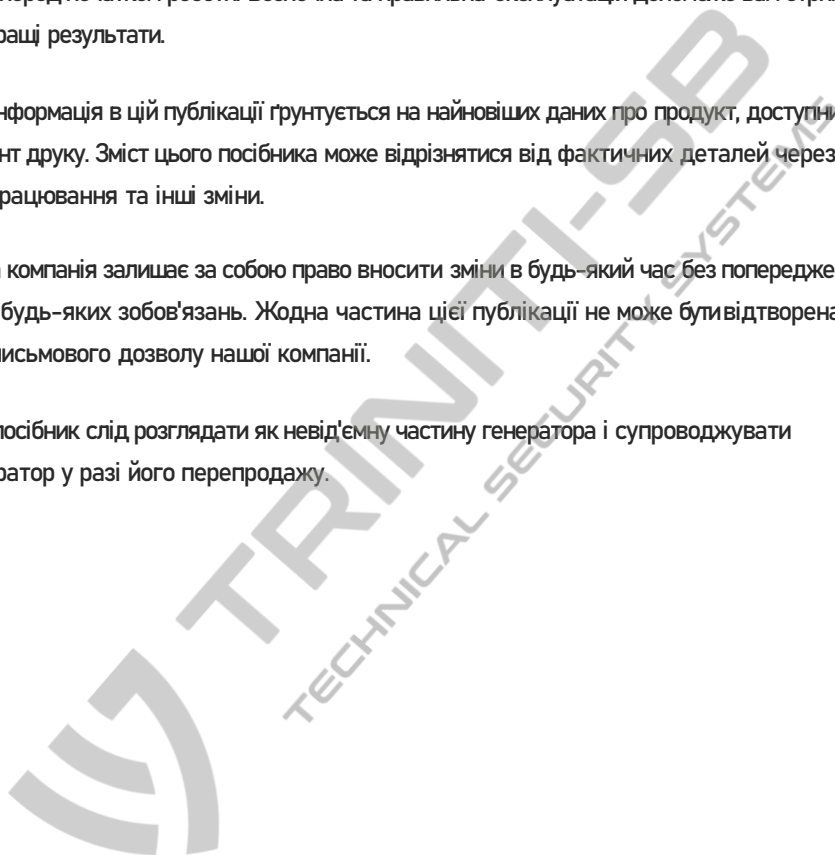 ращі результати.
нформація в цій публікації ґрунтується на найновіших даних про продукт, доступни
нт друку. Зміст цього посібника може відрізнятися від фактичних деталей через
рацювання та інші зміни.
компанія залишає за собою право вносити зміни в будь-який час без попередже
будь-яких зобов'язань. Жодна частина цієї публікації не може бути відтворена
исьмового дозволу нашої компанії.
посібник слід розглядати як невід'ємну частину генератора і супроводжувати
ратор у разі його перепродажу.
TRINITI-SB
TECHNICAL SECURITY SYSTEMS